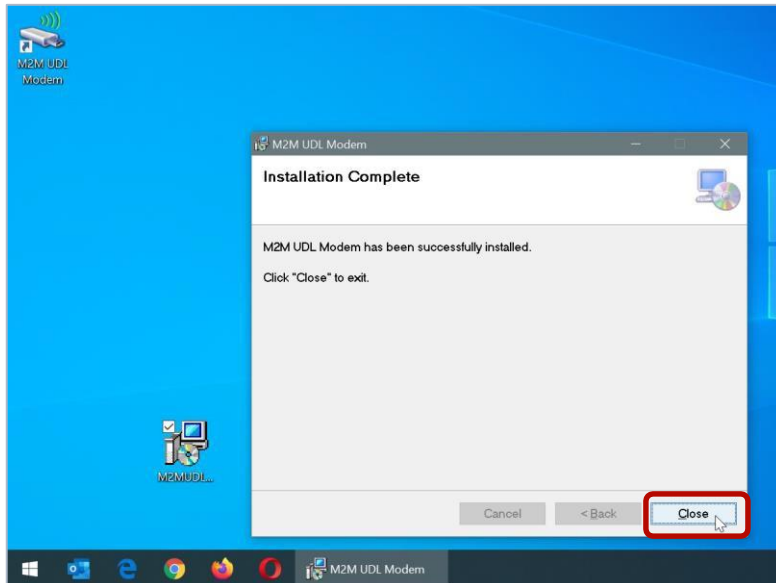 M2M UDL
Modem
M2M UDL Modem
Installation Complete
M2M UDL Modem has been successfully installed.
Click "Close" to exit.
M2MUDL...
Cancel
< Back
Close
M2M UDL Modem